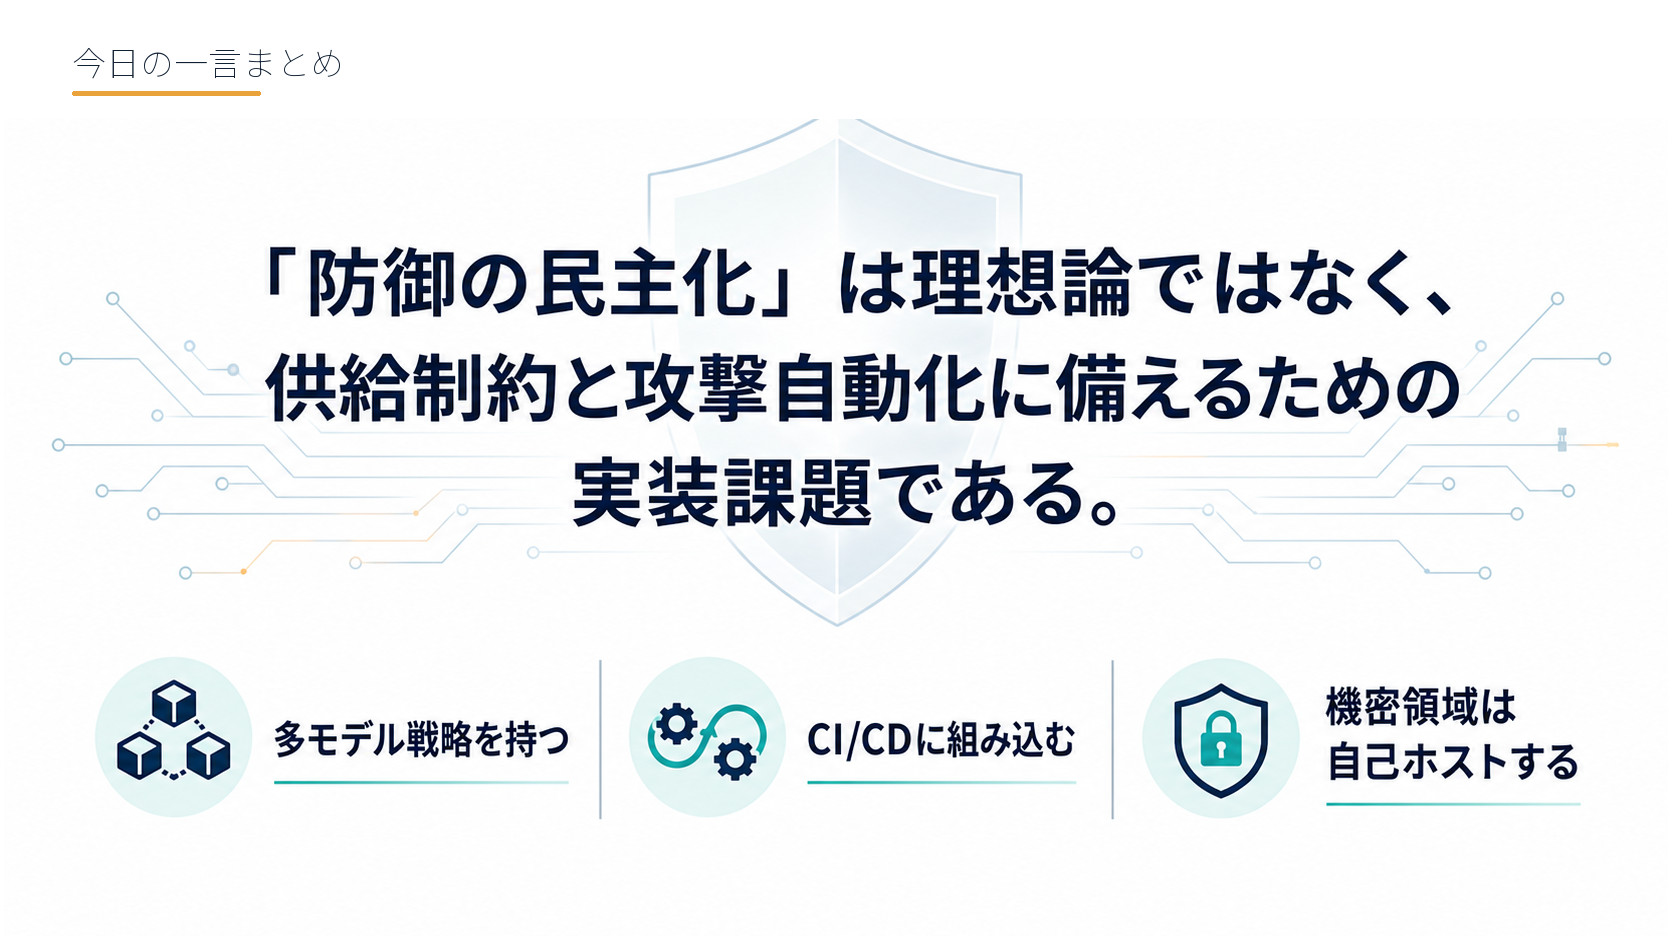 今日の一言まとめ
「防御の民主化」は理想論ではなく、
供給制約と攻撃自動化に備えるための
実装課題である。
多モデル戦略を持つ
CI/CDに組み込む
機密領域は
自己ホストする